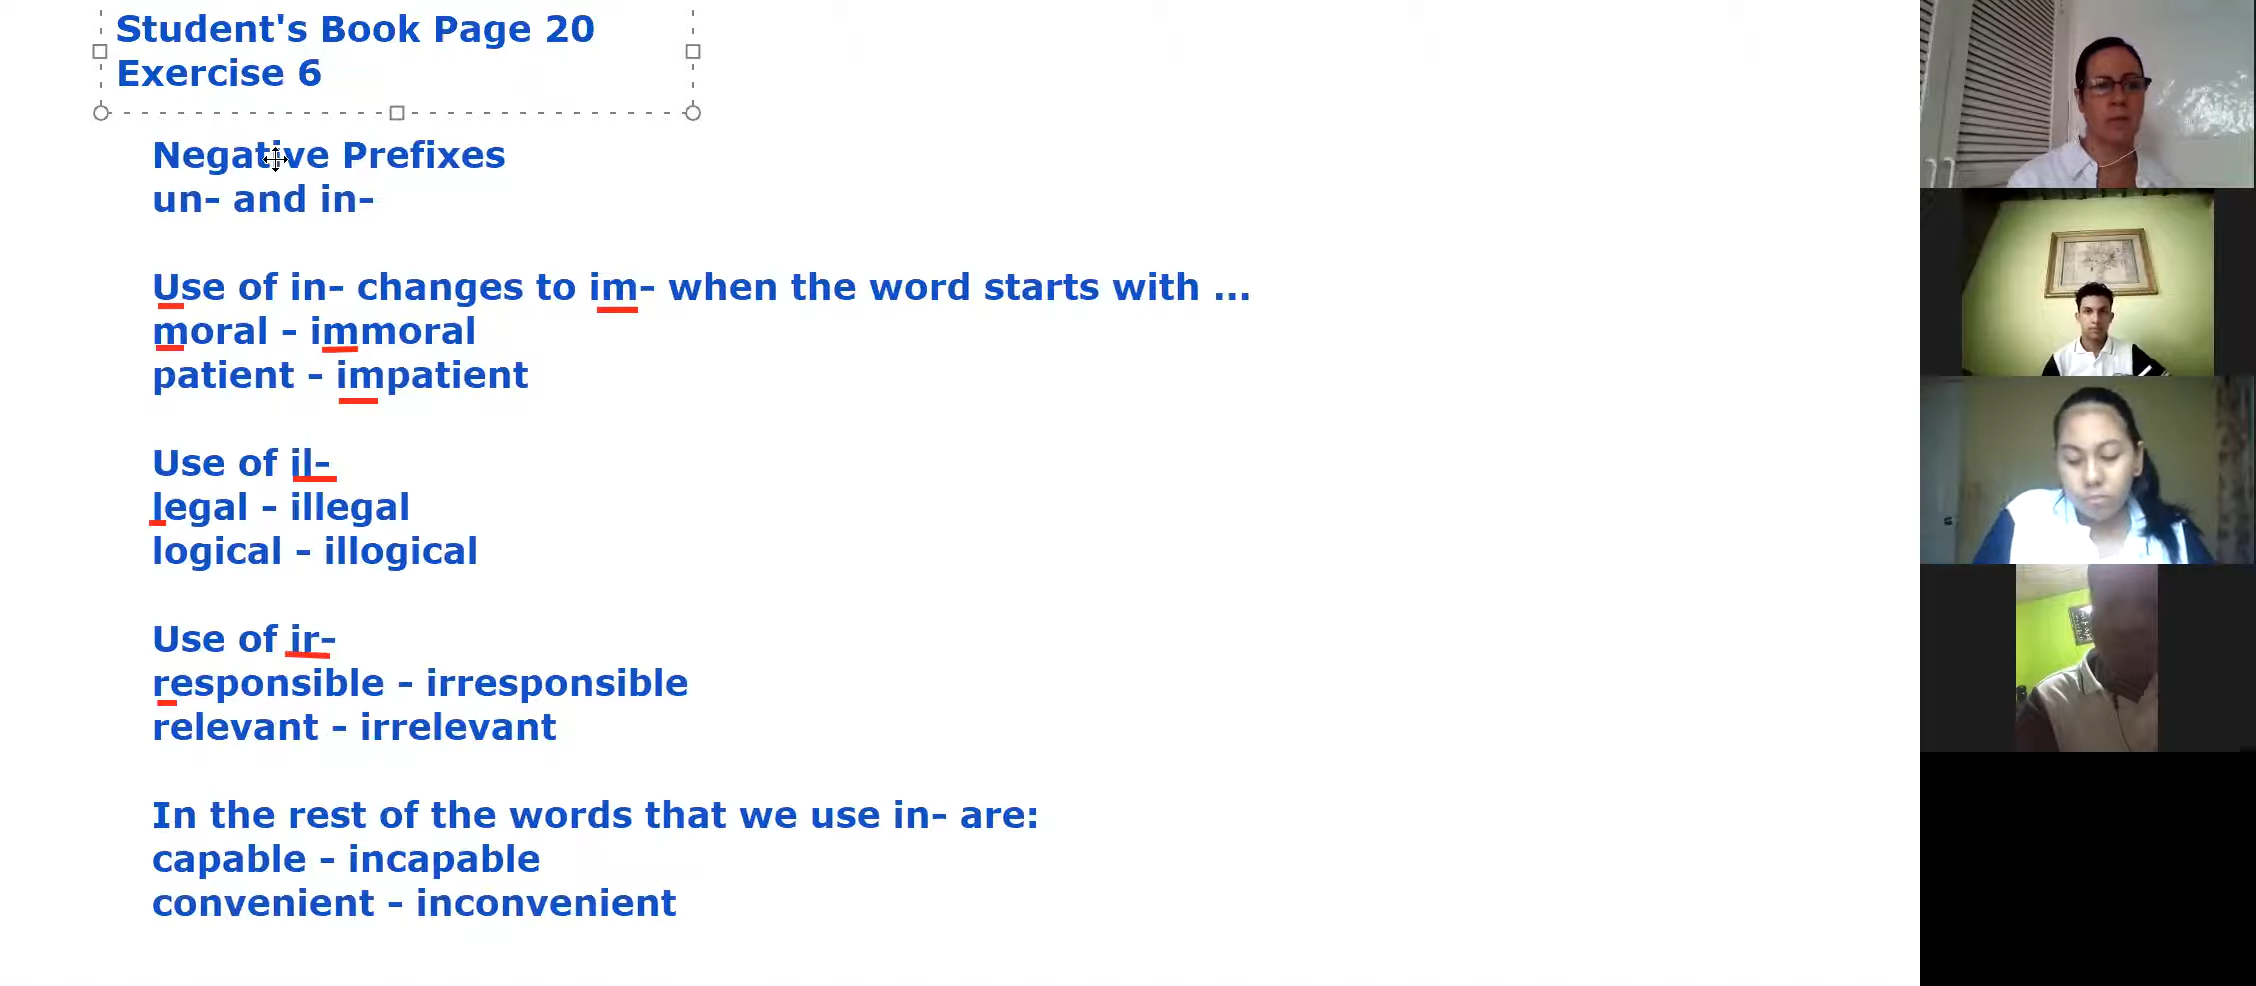 Student's Book Page 20
Exercise 6
Negative Prefixes
un- and in-
Use of in- changes to im- when the word starts with ...
moral - immoral
patient - impatient
Use of il-
legal - illegal
logical - illogical
Use of ir-
responsible - irresponsible
relevant - irrelevant
In the rest of the words that we use in- are:
capable - incapable
convenient - inconvenient